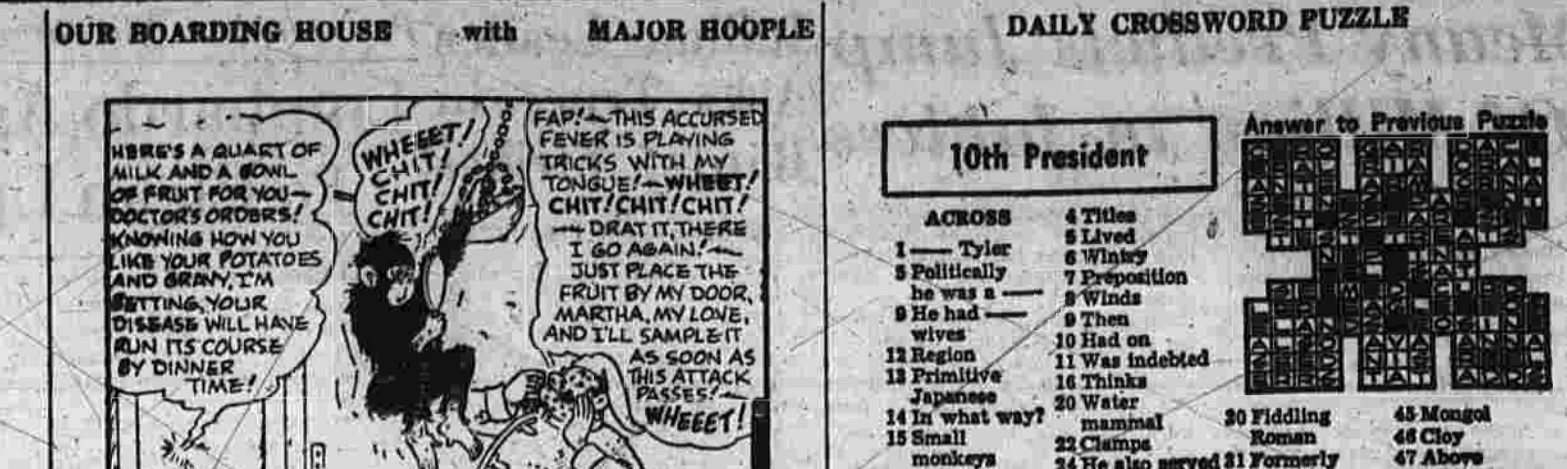 OUR BOARDING HOUSE with MAJOR HOOPLE
HERE'S A QUART OF
MILK AND A BOWL
OF FRUIT FOR YOU—
DOCTOR'S ORDERS!
KNOWING HOW YOU
LIKE YOUR POTATOES
AND GRAVY, I'M
BETTING YOUR
DISEASE WILL HAVE
RUN ITS COURSE
BY DINNER
TIME!
WHEEET!
CHIT!
CHIT!
CHIT!
FAP!~THIS ACCURSED
FEVER IS PLAYING
TRICKS WITH MY
TONGUE!~WHEET!
CHIT!CHIT!CHIT!
~DRAT IT, THERE
I GO AGAIN!~
JUST PLACE THE
FRUIT BY MY DOOR,
MARTHA, MY LOVE,
AND I'LL SAMPLE IT
AS SOON AS
THIS ATTACK
PASSES!~
WHEEET!
DAILY CROSSWORD PUZZLE
10th President
Answer to Previous Puzzle
ACROSS
1 — Tyler
5 Politically
he was a —
9 He had —
wives
12 Region
13 Primitive
Japanese
14 In what way?
15 Small
monkeys
4 Titles
5 Lived
6 Wintry
7 Preposition
8 Winds
9 Then
10 Had on
11 Was indebted
16 Thinks
20 Water
mammal
22 Clamps
24 He also served
30 Fiddling
Roman
31 Formerly
45 Mongol
46 Cloy
47 Above